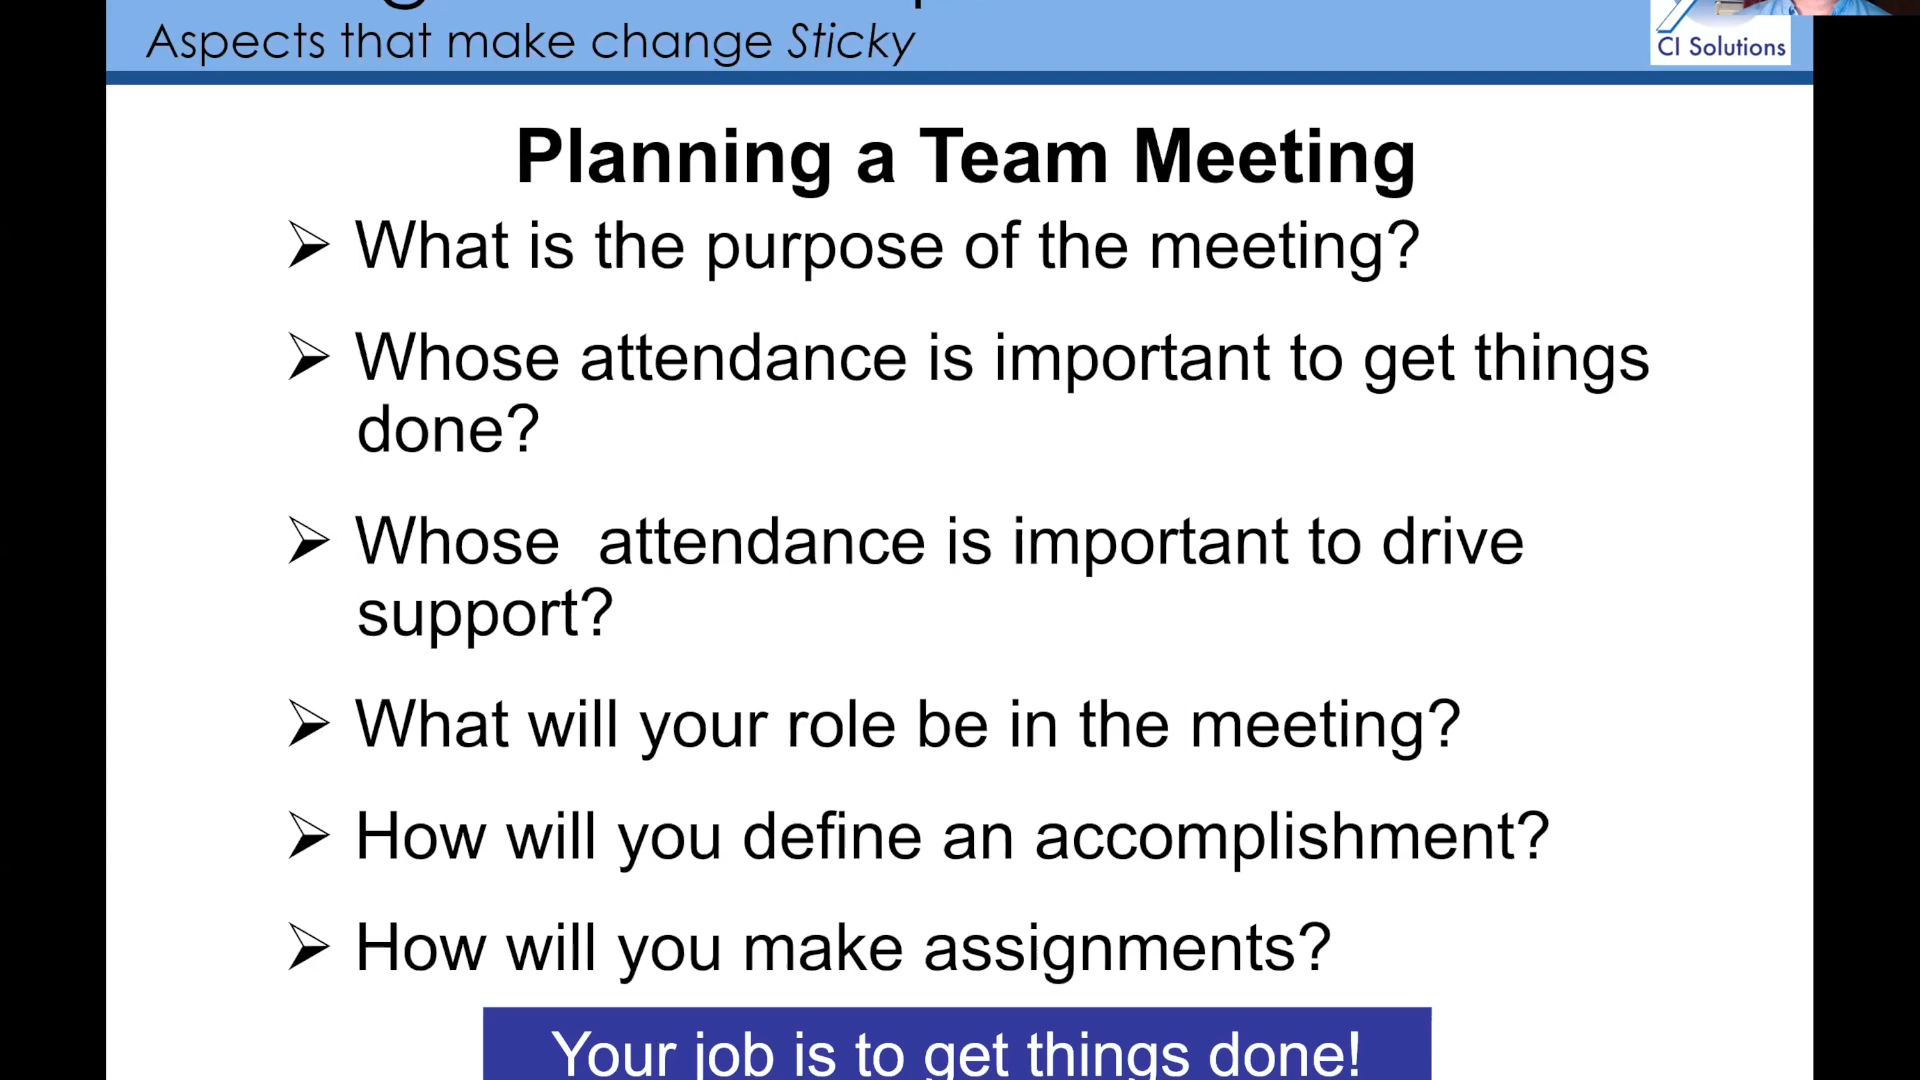 Aspects that make change Sticky
CI Solutions
Planning a Team Meeting
➢ What is the purpose of the meeting?
➢ Whose attendance is important to get things
done?
➢ Whose  attendance is important to drive
support?
➢ What will your role be in the meeting?
➢ How will you define an accomplishment?
➢ How will you make assignments?
Your job is to get things done!